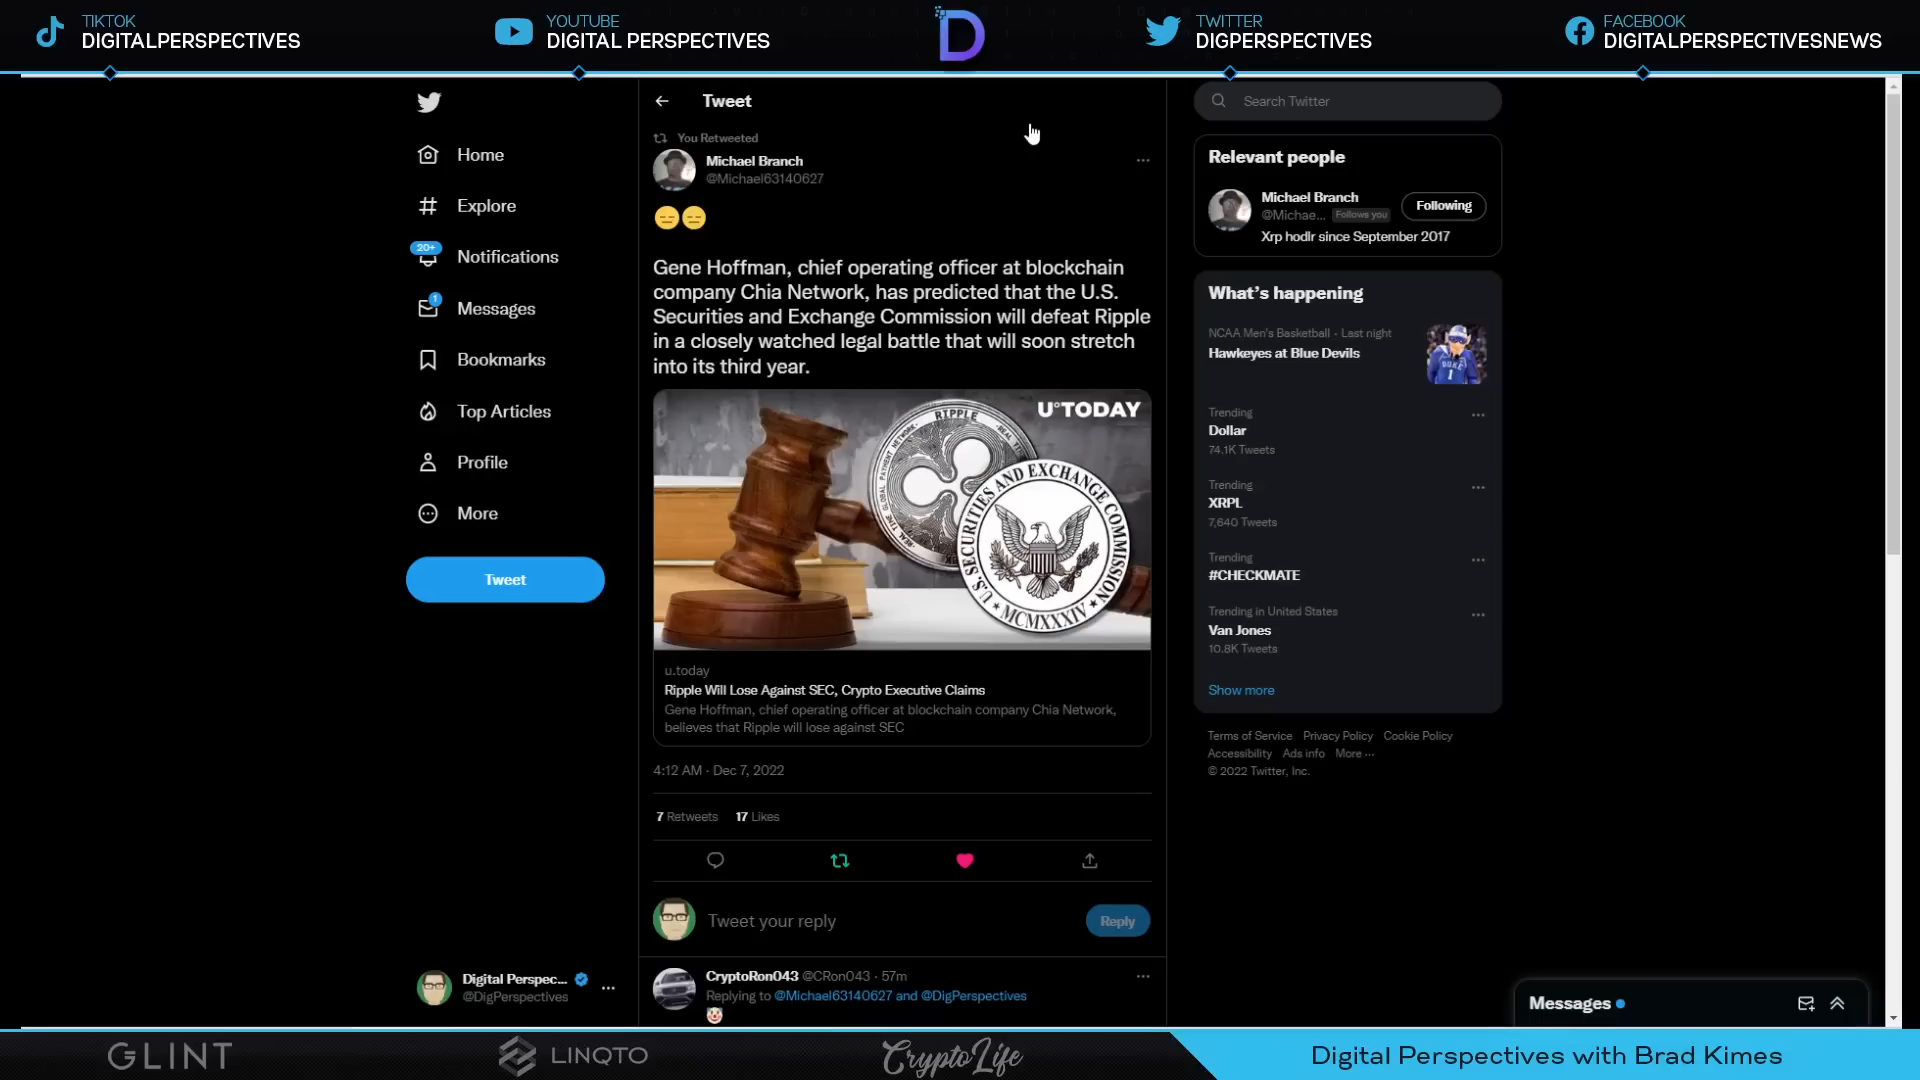 TIKTOK
DIGITALPERSPECTIVES
YOUTUBE
DIGITAL PERSPECTIVES
D
TWITTER
DIGPERSPECTIVES
FACEBOOK
DIGITALPERSPECTIVESNEWS
Home
Explore
20+
Notifications
1
Messages
Bookmarks
Top Articles
Profile
More
Tweet
Digital Perspec...
@DigPerspectives
Tweet
You Retweeted
Michael Branch
@Michael63140627
Gene Hoffman, chief operating officer at blockchain
company Chia Network, has predicted that the U.S.
Securities and Exchange Commission will defeat Ripple
in a closely watched legal battle that will soon stretch
into its third year.
U°TODAY
RIPPLE
U.S. SECURITIES AND EXCHANGE COMMISSION
MCMXXXIV
u.today
Ripple Will Lose Against SEC, Crypto Executive Claims
Gene Hoffman, chief operating officer at blockchain company Chia Network,
believes that Ripple will lose against SEC
4:12 AM · Dec 7, 2022
7 Retweets 17 Likes
Tweet your reply
Reply
CryptoRon043 @CRon043 · 57m
Replying to @Michael63140627 and @DigPerspectives
Search Twitter
Relevant people
Michael Branch
@Michae... Follows you
Following
Xrp hodlr since September 2017
What's happening
NCAA Men's Basketball · Last night
Hawkeyes at Blue Devils
DUKE
1
Trending
Dollar
74.1K Tweets
Trending
XRPL
7,640 Tweets
Trending
#CHECKMATE
Trending in United States
Van Jones
10.8K Tweets
Show more
Terms of Service Privacy Policy Cookie Policy
Accessibility Ads info More ...
© 2022 Twitter, Inc.
Messages
GLINT
LINQTO
CryptoLife
Digital Perspectives with Brad Kimes